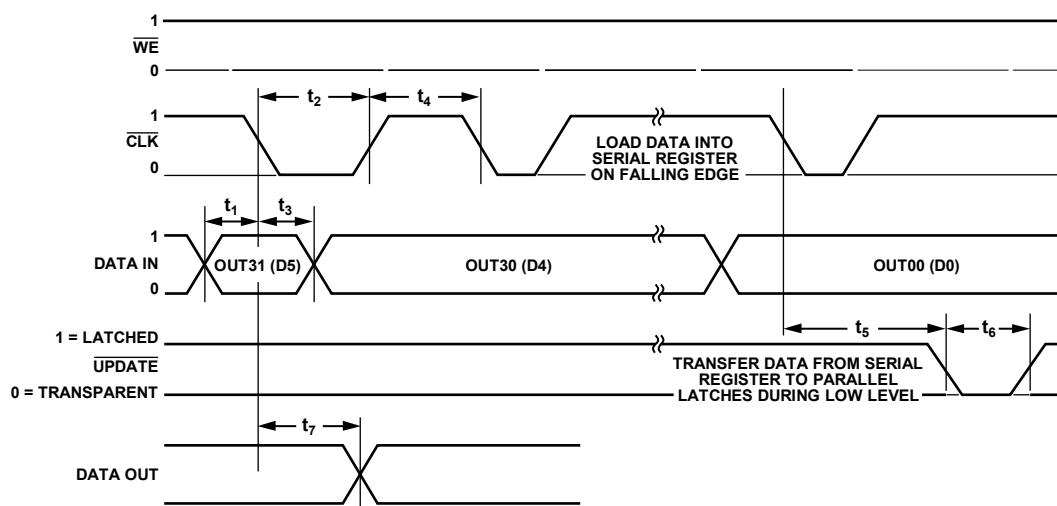 1
WE
0
t2
t4
1
CLK
0
LOAD DATA INTO
SERIAL REGISTER
ON FALLING EDGE
t1
t3
1
DATA IN
0
OUT31 (D5)
OUT30 (D4)
OUT00 (D0)
t5
t6
1 = LATCHED
UPDATE
0 = TRANSPARENT
TRANSFER DATA FROM SERIAL
REGISTER TO PARALLEL
LATCHES DURING LOW LEVEL
t7
DATA OUT